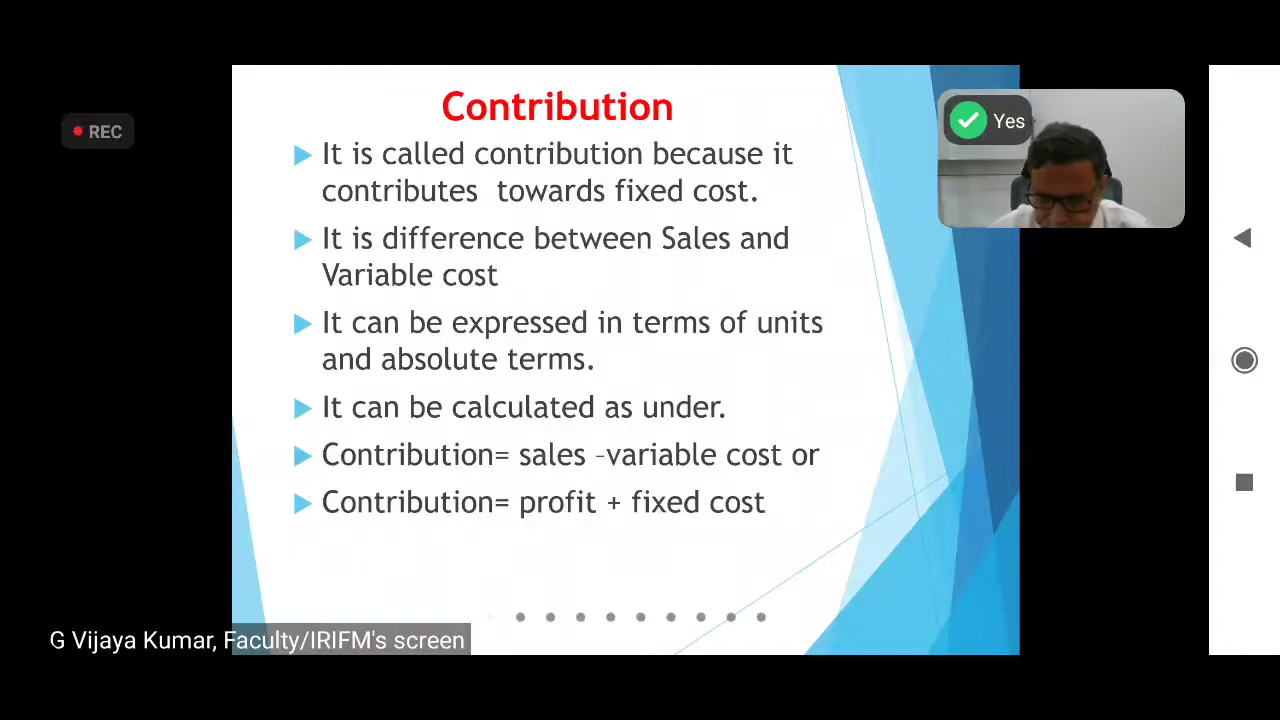 Contribution
It is called contribution because it
contributes towards fixed cost.
It is difference between Sales and
Variable cost
It can be expressed in terms of units
and absolute terms.
It can be calculated as under.
Contribution= sales –variable cost or
Contribution= profit + fixed cost
REC
Yes
G Vijaya Kumar, Faculty/IRIFM's screen